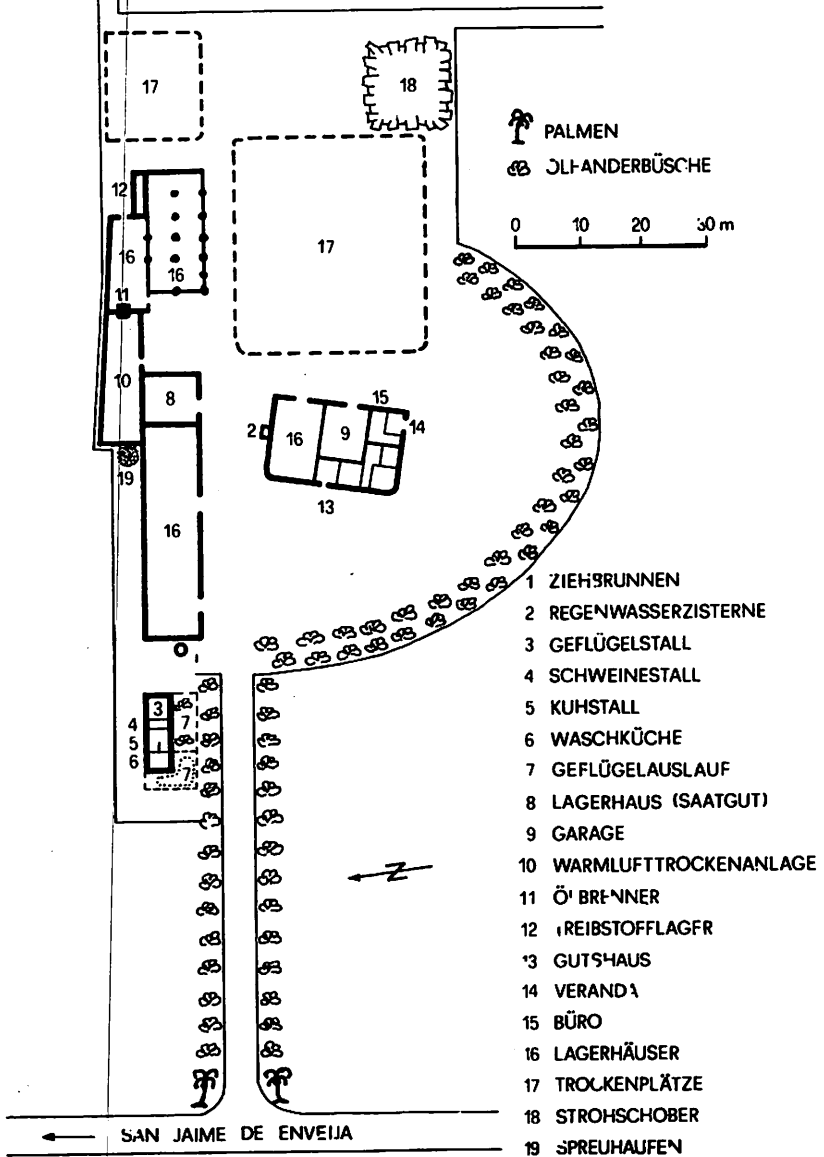 17
18
PALMEN
OLEANDERBÜSCHE
0 10 20 30 m
12
16
16
17
11
10
8
15
14
2
16
9
19
13
16
3
7
4
5
6
7
N
1 ZIEHBRUNNEN
2 REGENWASSERZISTERNE
3 GEFLÜGELSTALL
4 SCHWEINESTALL
5 KUHSTALL
6 WASCHKÜCHE
7 GEFLÜGELAUSLAUF
8 LAGERHAUS (SAATGUT)
9 GARAGE
10 WARMLUFTTROCKENANLAGE
11 ÖLBRENNER
12 TREIBSTOFFLAGER
13 GUTSHAUS
14 VERANDA
15 BÜRO
16 LAGERHÄUSER
17 TROCKENPLÄTZE
18 STROHSCHOBER
19 SPREUHAUFEN
SAN JAIME DE ENVEIJA